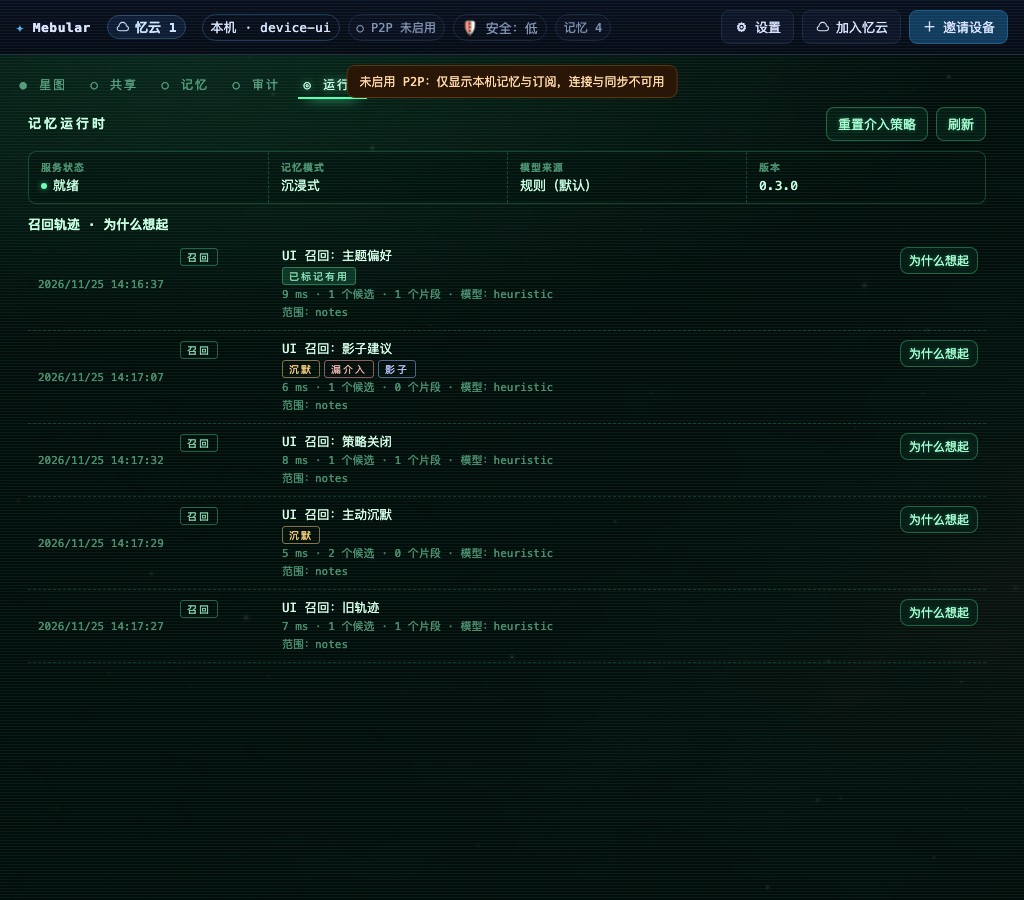 Mebular
忆云 1
本机 · device-ui
P2P 未启用
安全：低
记忆 4
设置
加入忆云
邀请设备
星图
共享
记忆
审计
运行
未启用 P2P：仅显示本机记忆与订阅，连接与同步不可用
记忆运行时
重置介入策略
刷新
服务状态
就绪
记忆模式
沉浸式
模型来源
规则（默认）
版本
0.3.0
召回轨迹 · 为什么想起
2026/11/25 14:16:37
召回
UI 召回：主题偏好
已标记有用
9 ms · 1 个候选 · 1 个片段 · 模型：heuristic
范围：notes
为什么想起
2026/11/25 14:17:07
召回
UI 召回：影子建议
沉默 漏介入 影子
6 ms · 1 个候选 · 0 个片段 · 模型：heuristic
范围：notes
为什么想起
2026/11/25 14:17:32
召回
UI 召回：策略关闭
8 ms · 1 个候选 · 1 个片段 · 模型：heuristic
范围：notes
为什么想起
2026/11/25 14:17:29
召回
UI 召回：主动沉默
沉默
5 ms · 2 个候选 · 0 个片段 · 模型：heuristic
范围：notes
为什么想起
2026/11/25 14:17:27
召回
UI 召回：旧轨迹
7 ms · 1 个候选 · 1 个片段 · 模型：heuristic
范围：notes
为什么想起